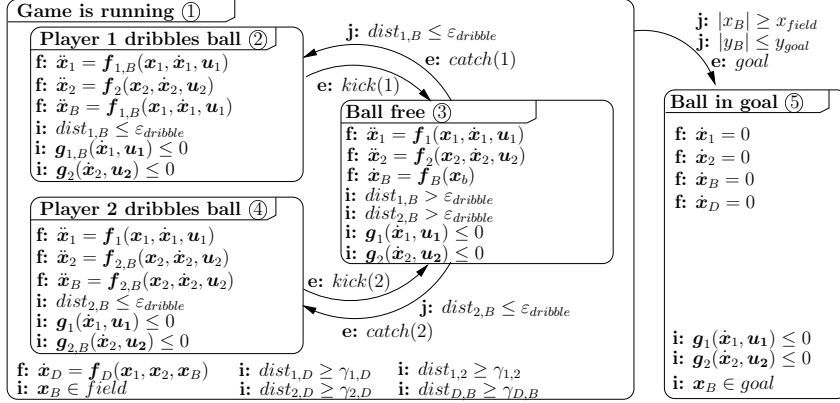 Game is running ①
Player 1 dribbles ball ②
f: ẍ₁ = f₁,B(x₁, ẋ₁, u₁)
f: ẍ₂ = f₂(x₂, ẋ₂, u₂)
f: ẍB = f₁,B(x₁, ẋ₁, u₁)
i: dist₁,B ≤ εdribble
i: g₁,B(ẋ₁, u₁) ≤ 0
i: g₂(ẋ₂, u₂) ≤ 0
j: dist₁,B ≤ εdribble
e: catch(1)
e: kick(1)
Ball free ③
f: ẍ₁ = f₁(x₁, ẋ₁, u₁)
f: ẍ₂ = f₂(x₂, ẋ₂, u₂)
f: ẋB = fB(xb)
i: dist₁,B > εdribble
i: dist₂,B > εdribble
i: g₁(ẋ₁, u₁) ≤ 0
i: g₂(ẋ₂, u₂) ≤ 0
Player 2 dribbles ball ④
f: ẍ₁ = f₁(x₁, ẋ₁, u₁)
f: ẍ₂ = f₂,B(x₂, ẋ₂, u₂)
f: ẍB = f₂,B(x₂, ẋ₂, u₂)
i: dist₂,B ≤ εdribble
i: g₁(ẋ₁, u₁) ≤ 0
i: g₂,B(ẋ₂, u₂) ≤ 0
e: kick(2)
j: dist₂,B ≤ εdribble
e: catch(2)
f: ẋD = fD(x₁, x₂, xB) i: dist₁,D ≥ γ₁,D i: dist₁,₂ ≥ γ₁,₂
i: xB ∈ field i: dist₂,D ≥ γ₂,D i: distD,B ≥ γD,B
j: |xB| ≥ xfield
j: |yB| ≤ ygoal
e: goal
Ball in goal ⑤
f: ẋ₁ = 0
f: ẋ₂ = 0
f: ẋB = 0
f: ẋD = 0
i: g₁(ẋ₁, u₁) ≤ 0
i: g₂(ẋ₂, u₂) ≤ 0
i: xB ∈ goal